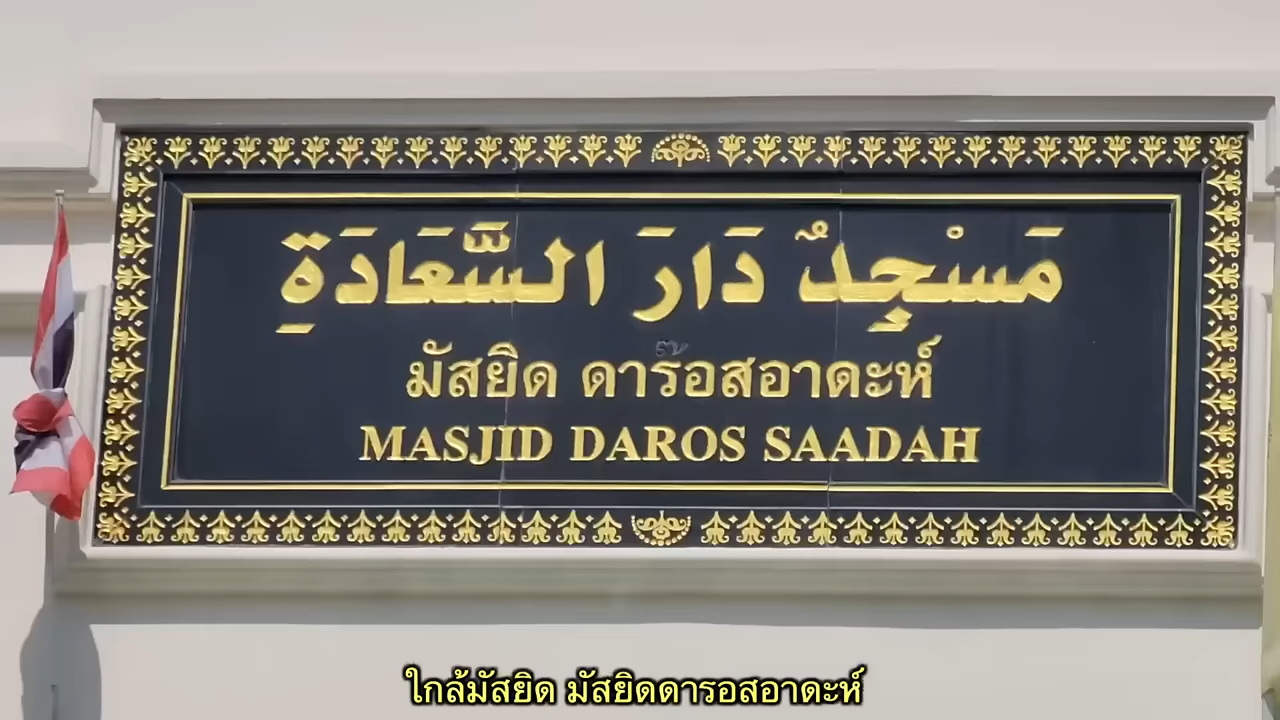 مَسْجِدٌ دَارَ السَّعَادَةِ
มัสยิด ดาร๊อสอาดะห์
MASJID DAROS SAADAH
ใกล้มัสยิด มัสยิดดารอสอาดะห์